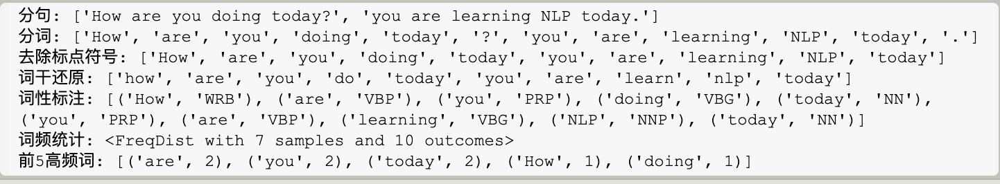 分句: ['How are you doing today?', 'you are learning NLP today.']
分词: ['How', 'are', 'you', 'doing', 'today', '?', 'you', 'are', 'learning', 'NLP', 'today', '.']
去除标点符号: ['How', 'are', 'you', 'doing', 'today', 'you', 'are', 'learning', 'NLP', 'today']
词干还原: ['how', 'are', 'you', 'do', 'today', 'you', 'are', 'learn', 'nlp', 'today']
词性标注: [('How', 'WRB'), ('are', 'VBP'), ('you', 'PRP'), ('doing', 'VBG'), ('today', 'NN'),
('you', 'PRP'), ('are', 'VBP'), ('learning', 'VBG'), ('NLP', 'NNP'), ('today', 'NN')]
词频统计: <FreqDist with 7 samples and 10 outcomes>
前5高频词: [('are', 2), ('you', 2), ('today', 2), ('How', 1), ('doing', 1)]